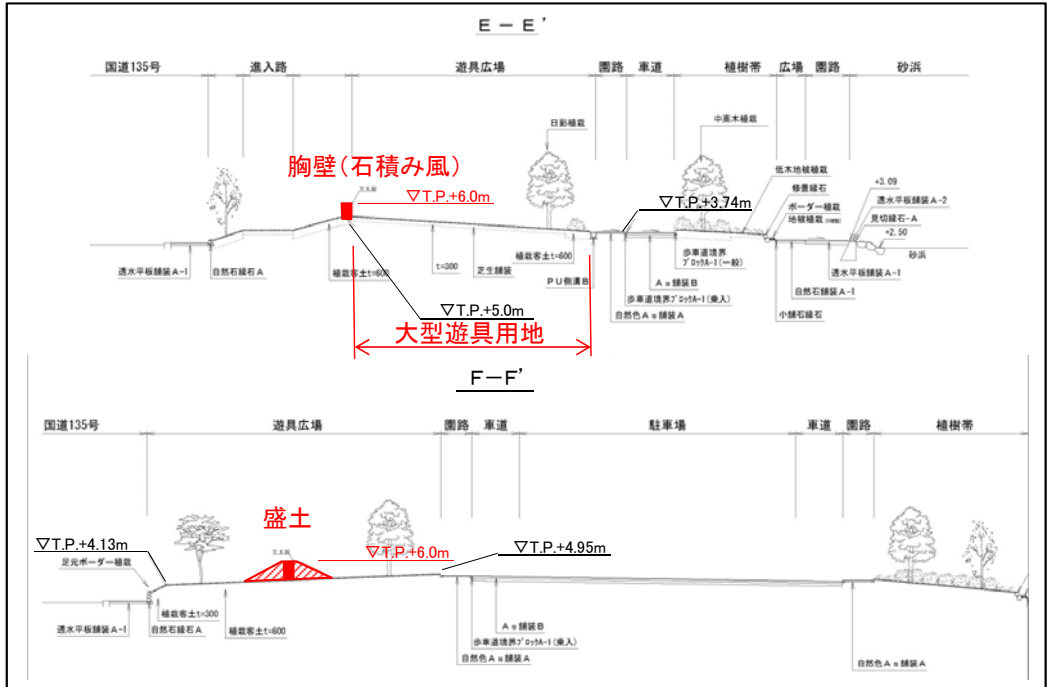 E-E'
国道135号
進入路
遊具広場
園路
車道
植樹帯
広場
園路
砂浜
日影植栽
中高木植栽
胸壁(石積み風)
▽T.P.+6.0m
▽T.P.+3.74m
低木地被植栽
修景縁石
ボーダー植栽
地被植栽
+3.09
透水平板舗装A-2
見切縁石-A
+2.50
砂浜
透水平板舗装A-1
自然石縁石A
植栽客土t=600
t=300
芝生舗装
植栽客土t=600
PU側溝B
歩車道境界
ブロックA-1(一般)
As舗装B
歩車道境界ブロックA-1(乗入)
自然色As舗装A
透水平板舗装A-1
自然石舗装A-1
小舗石縁石
▽T.P.+5.0m
大型遊具用地
F-F'
国道135号
遊具広場
園路
車道
駐車場
車道
園路
植樹帯
盛土
▽T.P.+4.13m
足元ボーダー植栽
▽T.P.+6.0m
▽T.P.+4.95m
植栽客土t=300
透水平板舗装A-1
自然石縁石A
植栽客土t=600
As舗装B
歩車道境界ブロックA-1(乗入)
自然色As舗装A
自然色As舗装A